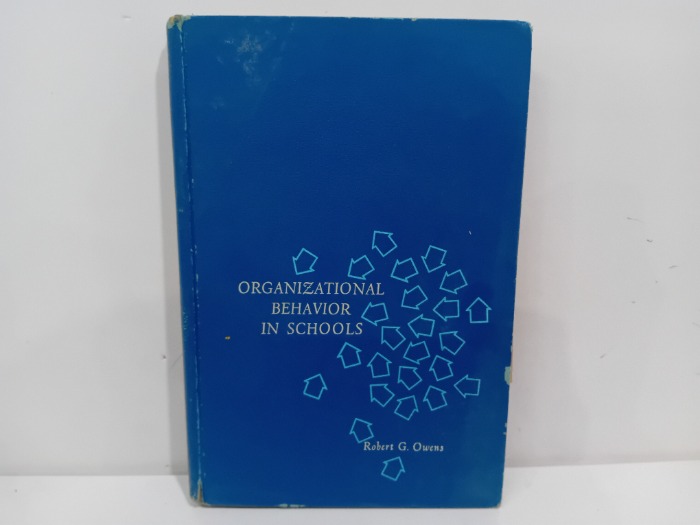 ORGANIZATIONAL
BEHAVIOR
IN SCHOOLS
Robert G. Owens